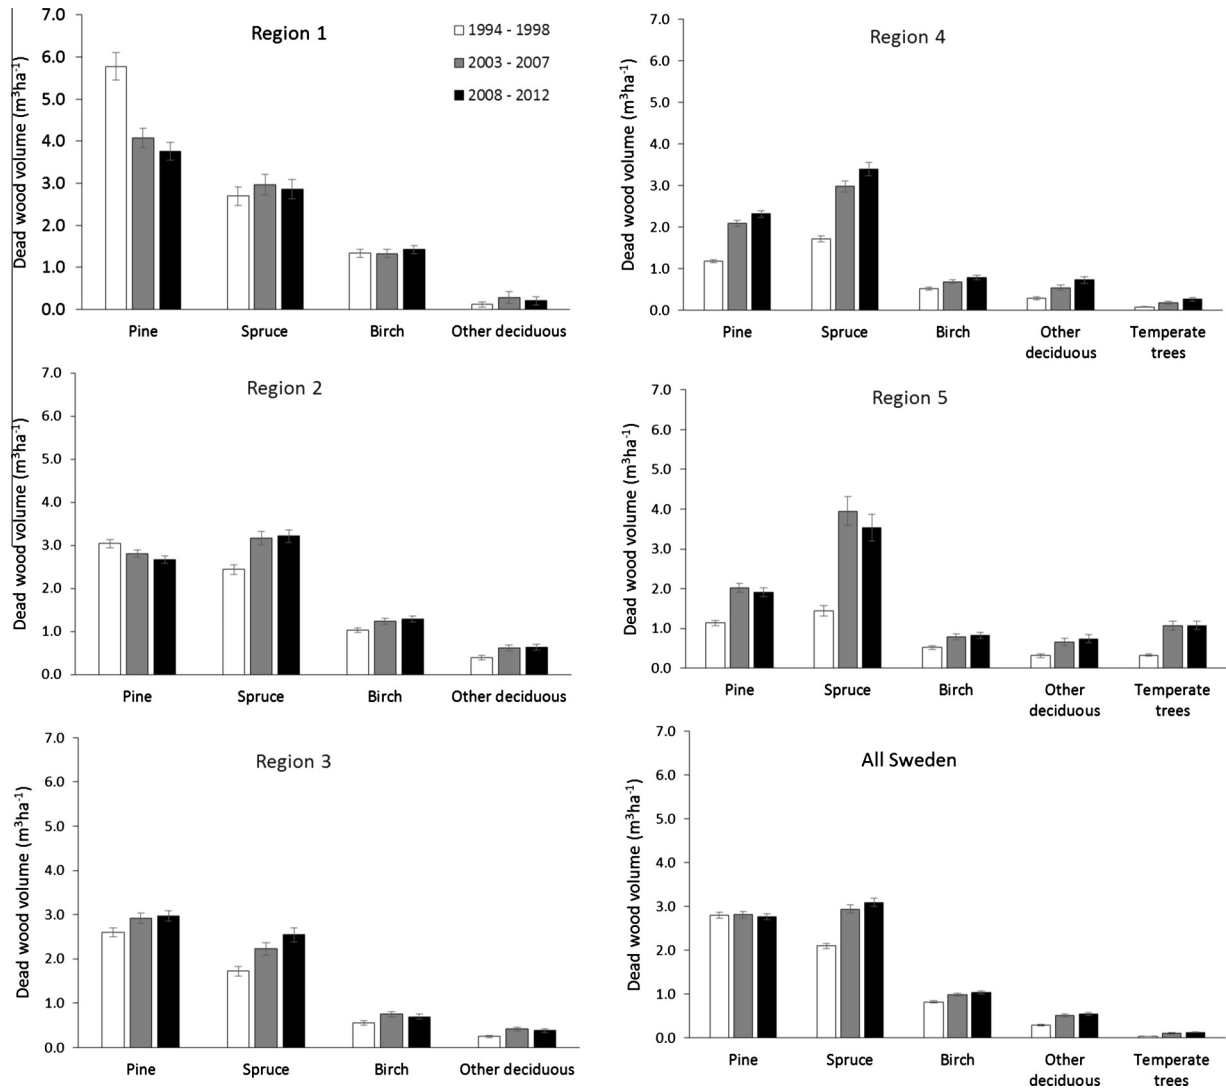 Region 1
1994 - 1998
2003 - 2007
2008 - 2012
Dead wood volume (m³ha⁻¹)
7.0
6.0
5.0
4.0
3.0
2.0
1.0
0.0
Pine Spruce Birch Other deciduous
Region 4
Dead wood volume (m³ha⁻¹)
7.0
6.0
5.0
4.0
3.0
2.0
1.0
0.0
Pine Spruce Birch Other deciduous Temperate trees
Region 2
Dead wood volume (m³ha⁻¹)
7.0
6.0
5.0
4.0
3.0
2.0
1.0
0.0
Pine Spruce Birch Other deciduous
Region 5
Dead wood volume (m³ha⁻¹)
7.0
6.0
5.0
4.0
3.0
2.0
1.0
0.0
Pine Spruce Birch Other deciduous Temperate trees
Region 3
Dead wood volume (m³ha⁻¹)
7.0
6.0
5.0
4.0
3.0
2.0
1.0
0.0
Pine Spruce Birch Other deciduous
All Sweden
Dead wood volume (m³ha⁻¹)
7.0
6.0
5.0
4.0
3.0
2.0
1.0
0.0
Pine Spruce Birch Other deciduous Temperate trees